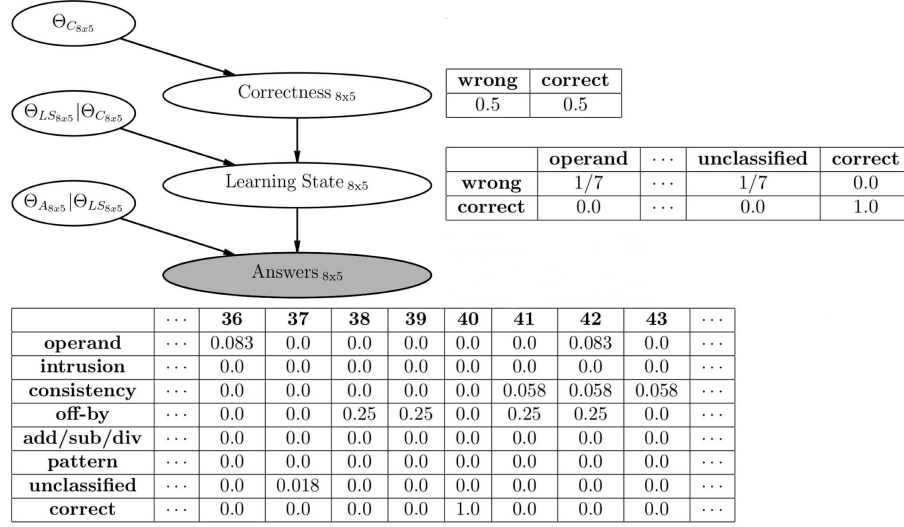 Θ_{C_{8x5}}
Correctness _{8x5}
wrong correct
0.5 0.5
Θ_{LS_{8x5}}|Θ_{C_{8x5}}
Learning State _{8x5}
operand ··· unclassified correct
wrong 1/7 ··· 1/7 0.0
correct 0.0 ··· 0.0 1.0
Θ_{A_{8x5}}|Θ_{LS_{8x5}}
Answers _{8x5}
··· 36 37 38 39 40 41 42 43 ···
operand ··· 0.083 0.0 0.0 0.0 0.0 0.0 0.083 0.0 ···
intrusion ··· 0.0 0.0 0.0 0.0 0.0 0.0 0.0 0.0 ···
consistency ··· 0.0 0.0 0.0 0.0 0.0 0.058 0.058 0.058 ···
off-by ··· 0.0 0.0 0.25 0.25 0.0 0.25 0.25 0.0 ···
add/sub/div ··· 0.0 0.0 0.0 0.0 0.0 0.0 0.0 0.0 ···
pattern ··· 0.0 0.0 0.0 0.0 0.0 0.0 0.0 0.0 ···
unclassified ··· 0.0 0.018 0.0 0.0 0.0 0.0 0.0 0.0 ···
correct ··· 0.0 0.0 0.0 0.0 1.0 0.0 0.0 0.0 ···